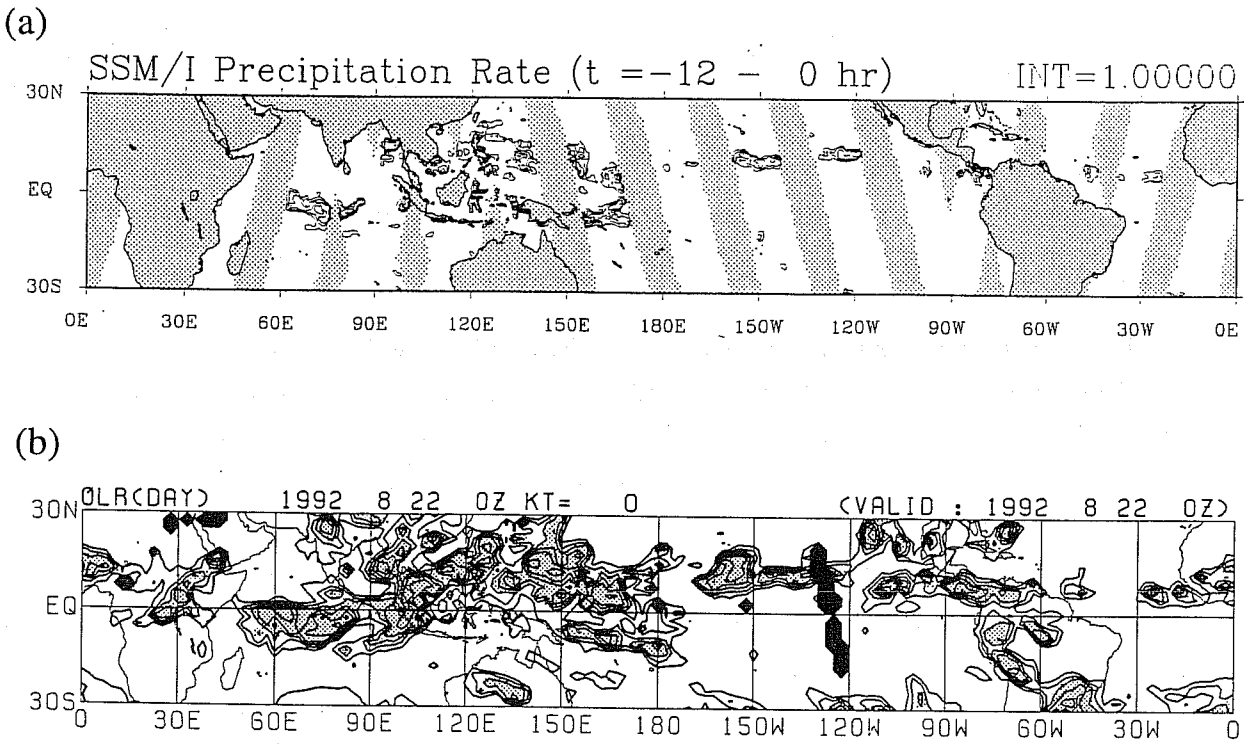 (a)
SSM/I Precipitation Rate (t =-12 - 0 hr) INT=1.00000
30N
EQ
30S
0E 30E 60E 90E 120E 150E 180E 150W 120W 90W 60W 30W 0E
(b)
OLR(DAY) 1992 8 22 0Z KT= 0 (VALID : 1992 8 22 0Z)
30N
EQ
30S
0 30E 60E 90E 120E 150E 180 150W 120W 90W 60W 30W 0